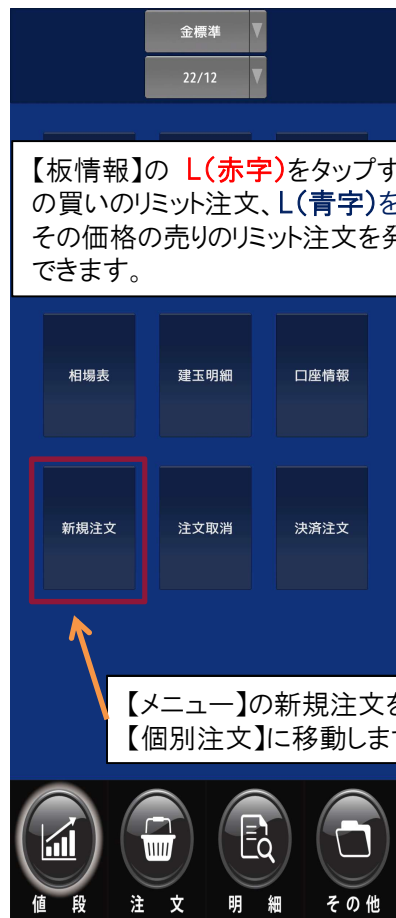 金標準
22/12
【板情報】の L(赤字)をタップす
の買いのリミット注文、L(青字)を
その価格の売りのリミット注文を発
できます。
相場表 建玉明細 口座情報
新規注文 注文取消 決済注文
【メニュー】の新規注文を
【個別注文】に移動します
値段 注文 明細 その他